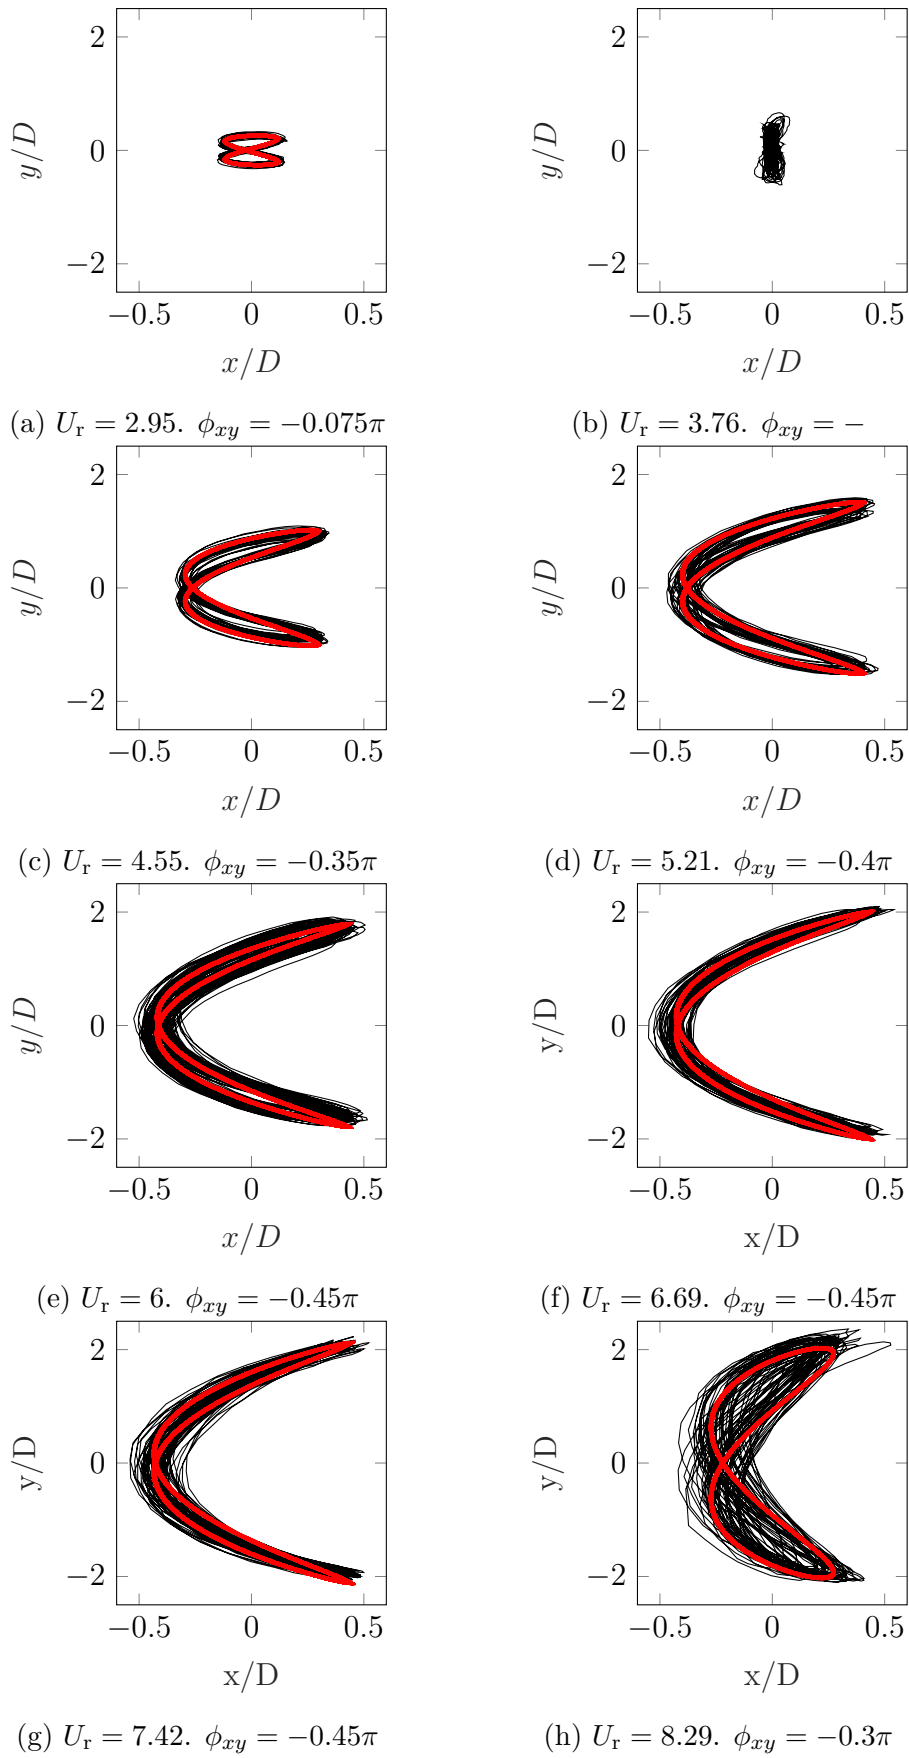 y/D
2
0
−2
−0.5 0 0.5
x/D
(a) U_r = 2.95. ϕ_xy = −0.075π
y/D
2
0
−2
−0.5 0 0.5
x/D
(b) U_r = 3.76. ϕ_xy = −
y/D
2
0
−2
−0.5 0 0.5
x/D
(c) U_r = 4.55. ϕ_xy = −0.35π
y/D
2
0
−2
−0.5 0 0.5
x/D
(d) U_r = 5.21. ϕ_xy = −0.4π
y/D
2
0
−2
−0.5 0 0.5
x/D
(e) U_r = 6. ϕ_xy = −0.45π
y/D
2
0
−2
−0.5 0 0.5
x/D
(f) U_r = 6.69. ϕ_xy = −0.45π
y/D
2
0
−2
−0.5 0 0.5
x/D
(g) U_r = 7.42. ϕ_xy = −0.45π
y/D
2
0
−2
−0.5 0 0.5
x/D
(h) U_r = 8.29. ϕ_xy = −0.3π